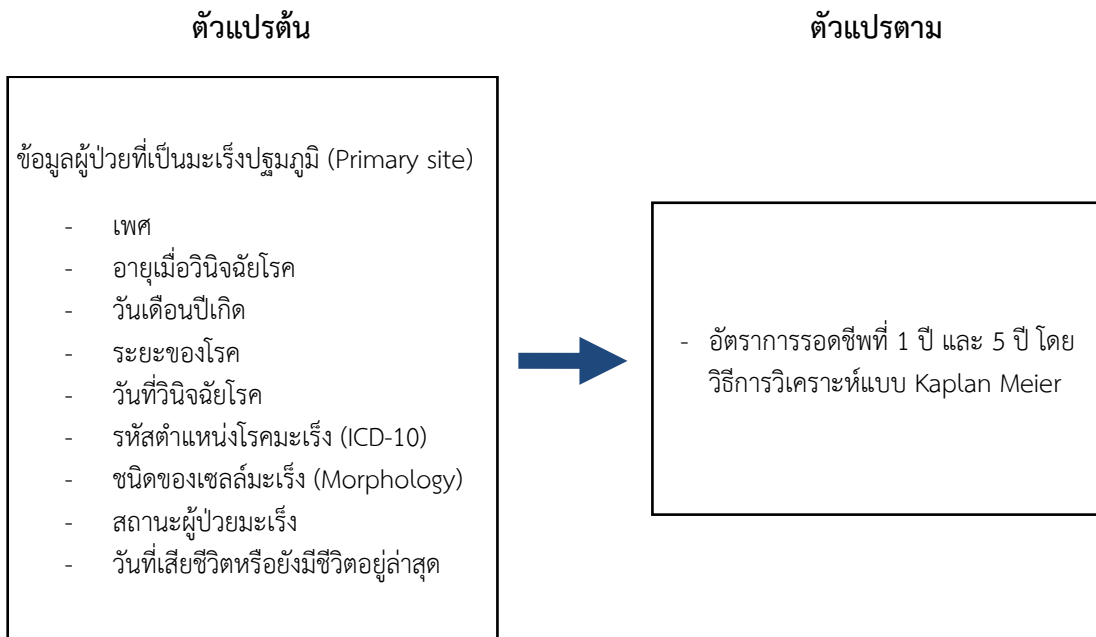 ตัวแปรต้น
ตัวแปรตาม
ข้อมูลผู้ป่วยที่เป็นมะเร็งปฐมภูมิ (Primary site)
- เพศ
- อายุเมื่อวินิจฉัยโรค
- วันเดือนปีเกิด
- ระยะของโรค
- วันที่วินิจฉัยโรค
- รหัสตำแหน่งโรคมะเร็ง (ICD-10)
- ชนิดของเซลล์มะเร็ง (Morphology)
- สถานะผู้ป่วยมะเร็ง
- วันที่เสียชีวิตหรือยังมีชีวิตอยู่ล่าสุด
- อัตราการรอดชีพที่ 1 ปี และ 5 ปี โดย
วิธีการวิเคราะห์แบบ Kaplan Meier